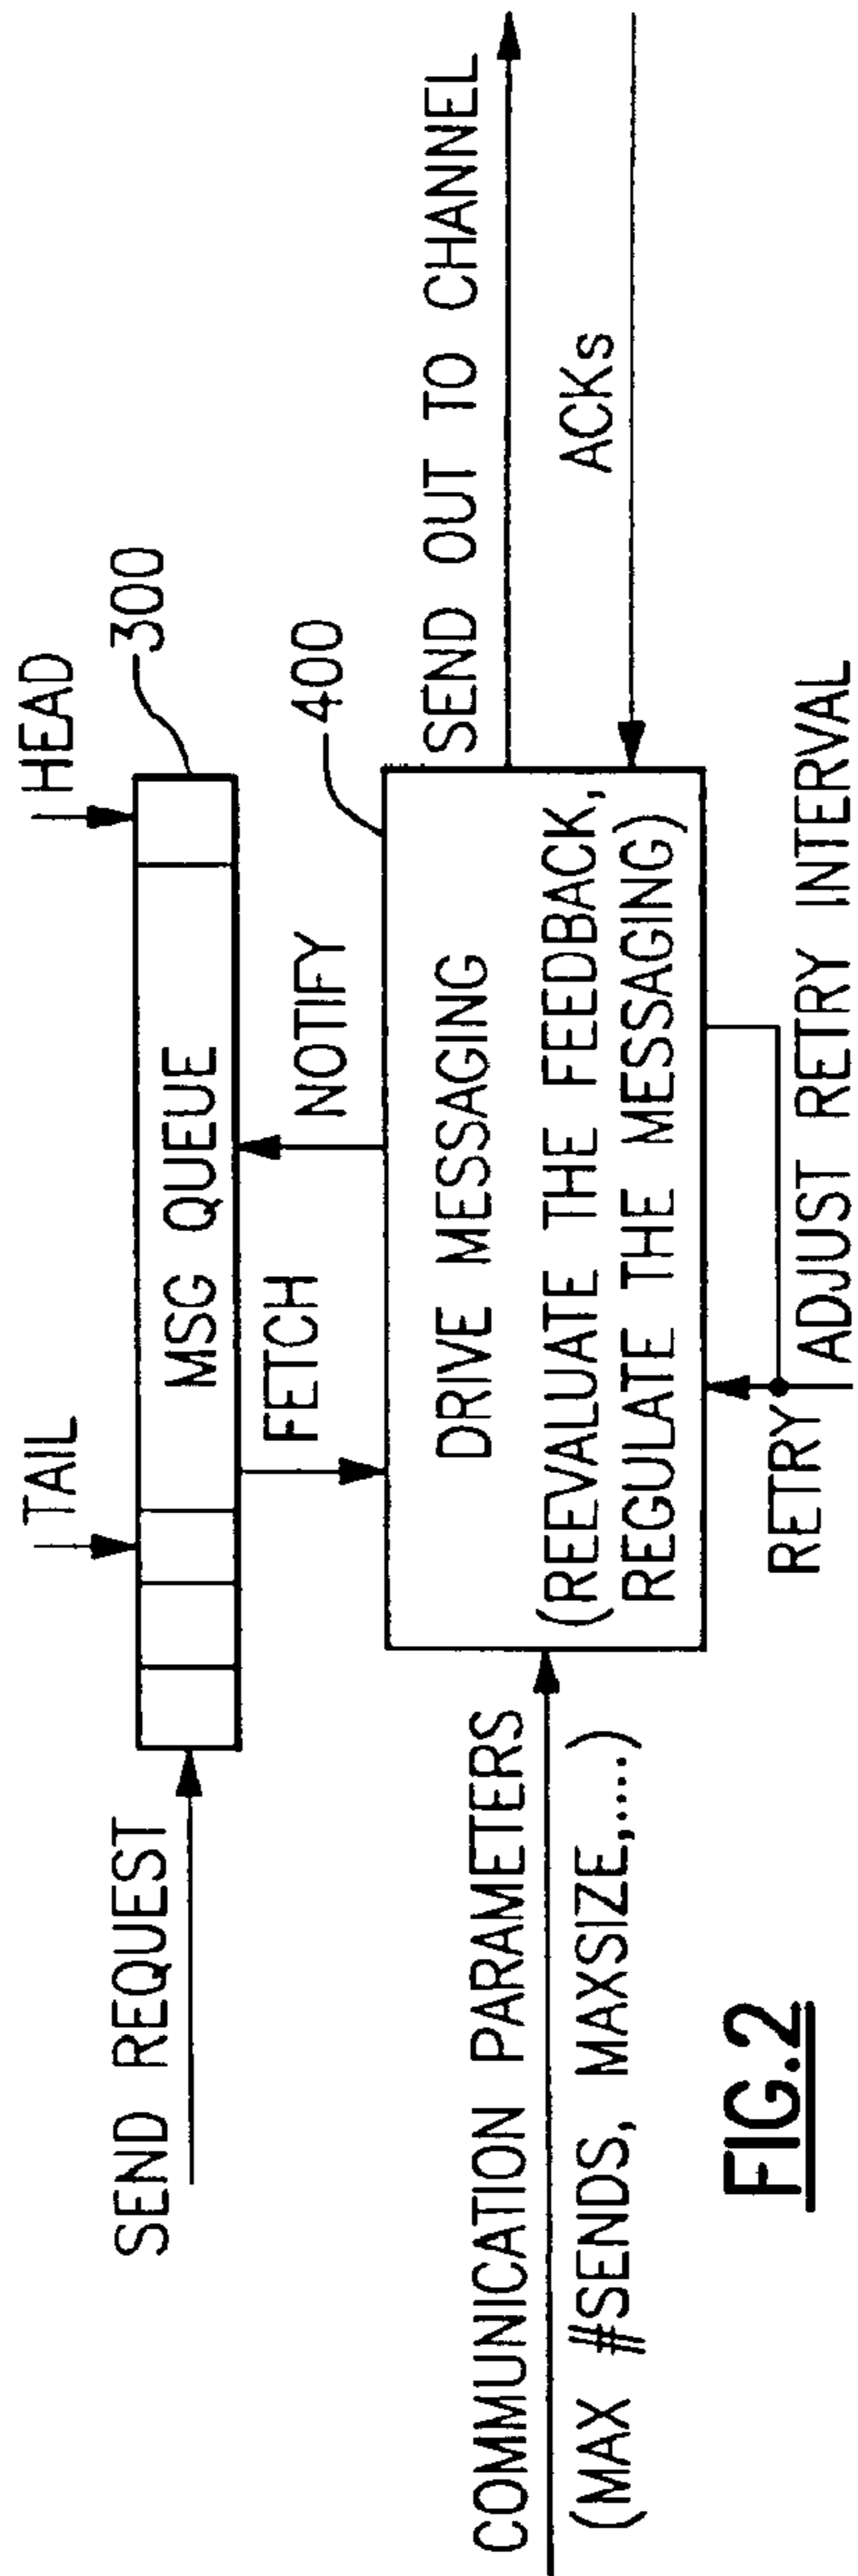 SEND REQUEST
TAIL
HEAD
MSG QUEUE
300
FETCH
NOTIFY
400
COMMUNICATION PARAMETERS
(MAX #SENDS, MAXSIZE,....)
DRIVE MESSAGING
(REEVALUATE THE FEEDBACK,
REGULATE THE MESSAGING)
SEND OUT TO CHANNEL
ACKs
RETRY
ADJUST RETRY INTERVAL
FIG.2